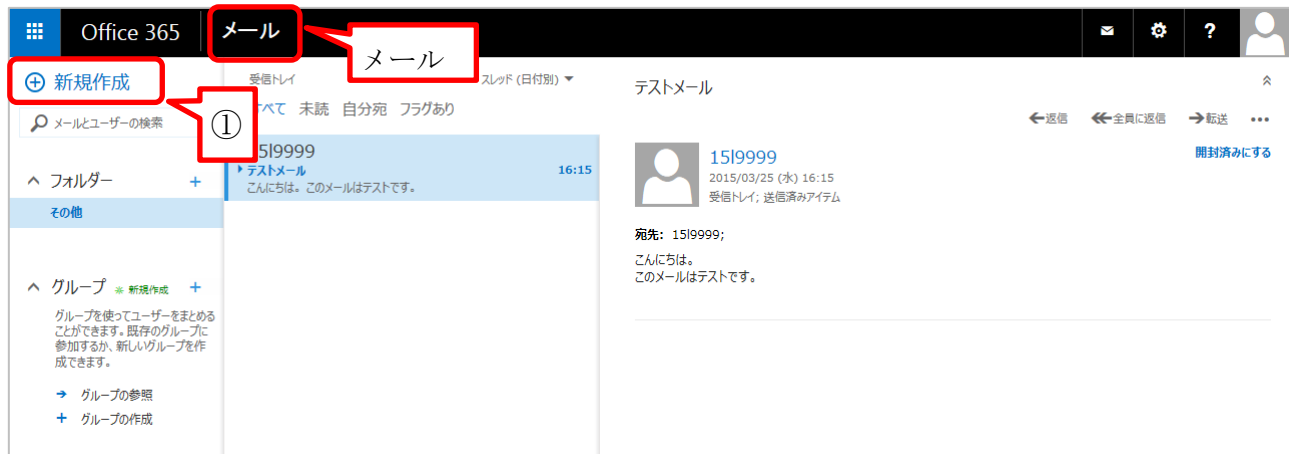 Office 365 メール
メール
?
新規作成
①
メールとユーザーの検索
フォルダー +
その他
グループ ※ 新規作成 +
グループを使ってユーザーをまとめる
ことができます。既存のグループに
参加するか、新しいグループを作
成できます。
→ グループの参照
+ グループの作成
受信トレイ
スレッド (日付別) ▼
べて 未読 自分宛 フラグあり
5l9999
テストメール 16:15
こんにちは。このメールはテストです。
テストメール
←返信 全員に返信 →転送 •••
15l9999 開封済みにする
2015/03/25 (水) 16:15
受信トレイ; 送信済みアイテム
宛先: 15l9999;
こんにちは。
このメールはテストです。